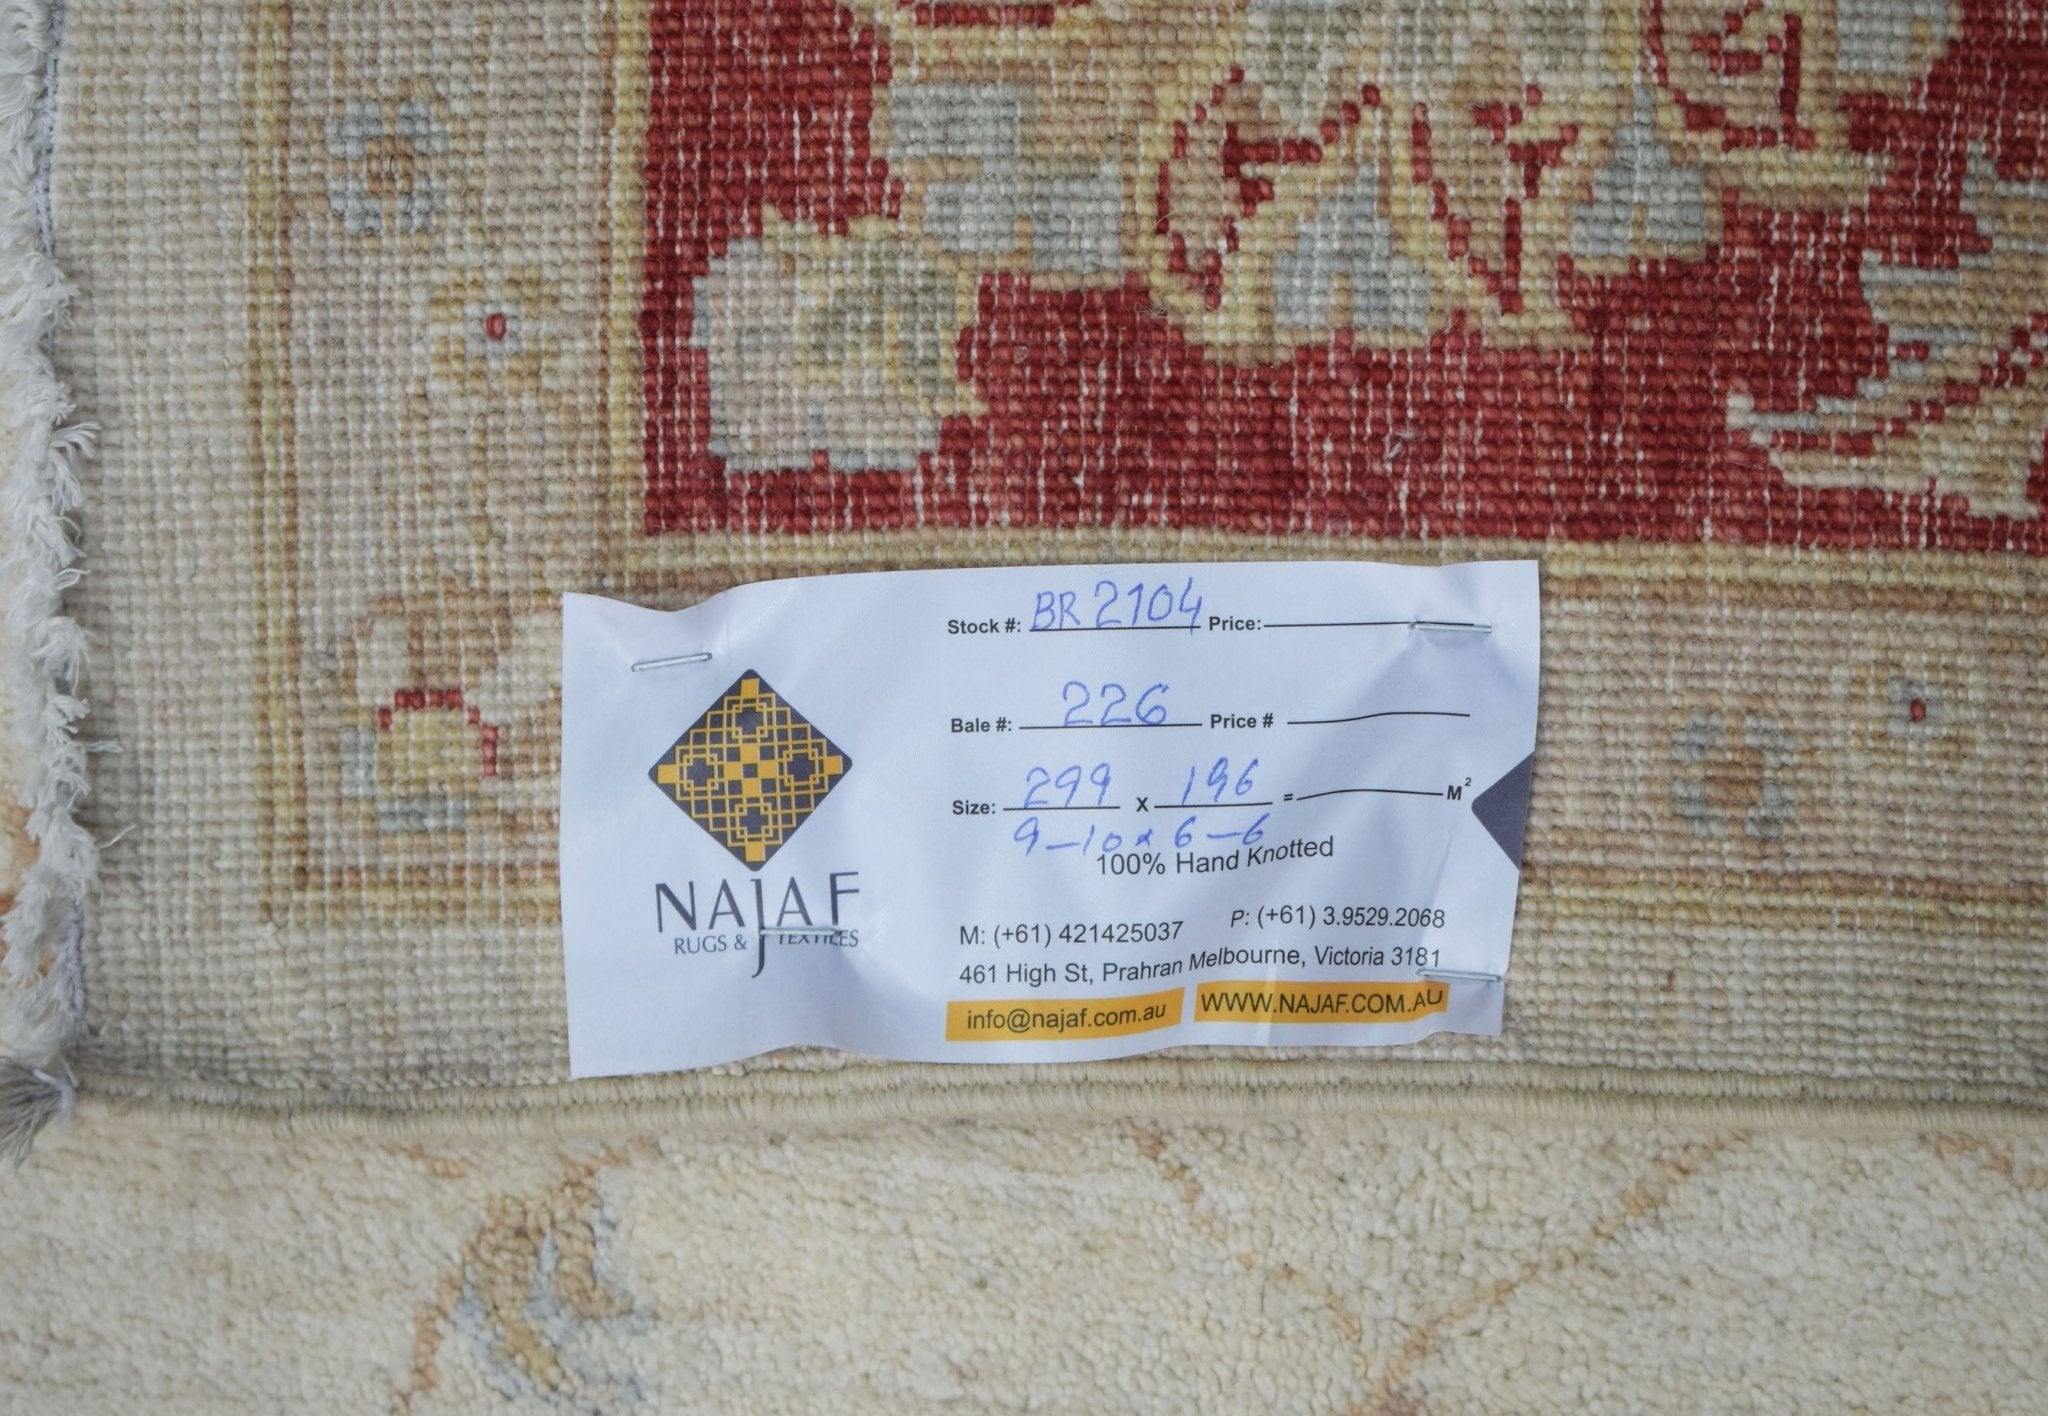 Stock #: BR 2104 Price:
Bale #: 226 Price #
Size: 299 X 196 = M²
9-10 x 6-6
100% Hand Knotted
NAJAF
RUGS & TEXTILES
M: (+61) 421425037 P: (+61) 3.9529.2068
461 High St, Prahran Melbourne, Victoria 3181
info@najaf.com.au WWW.NAJAF.COM.AU